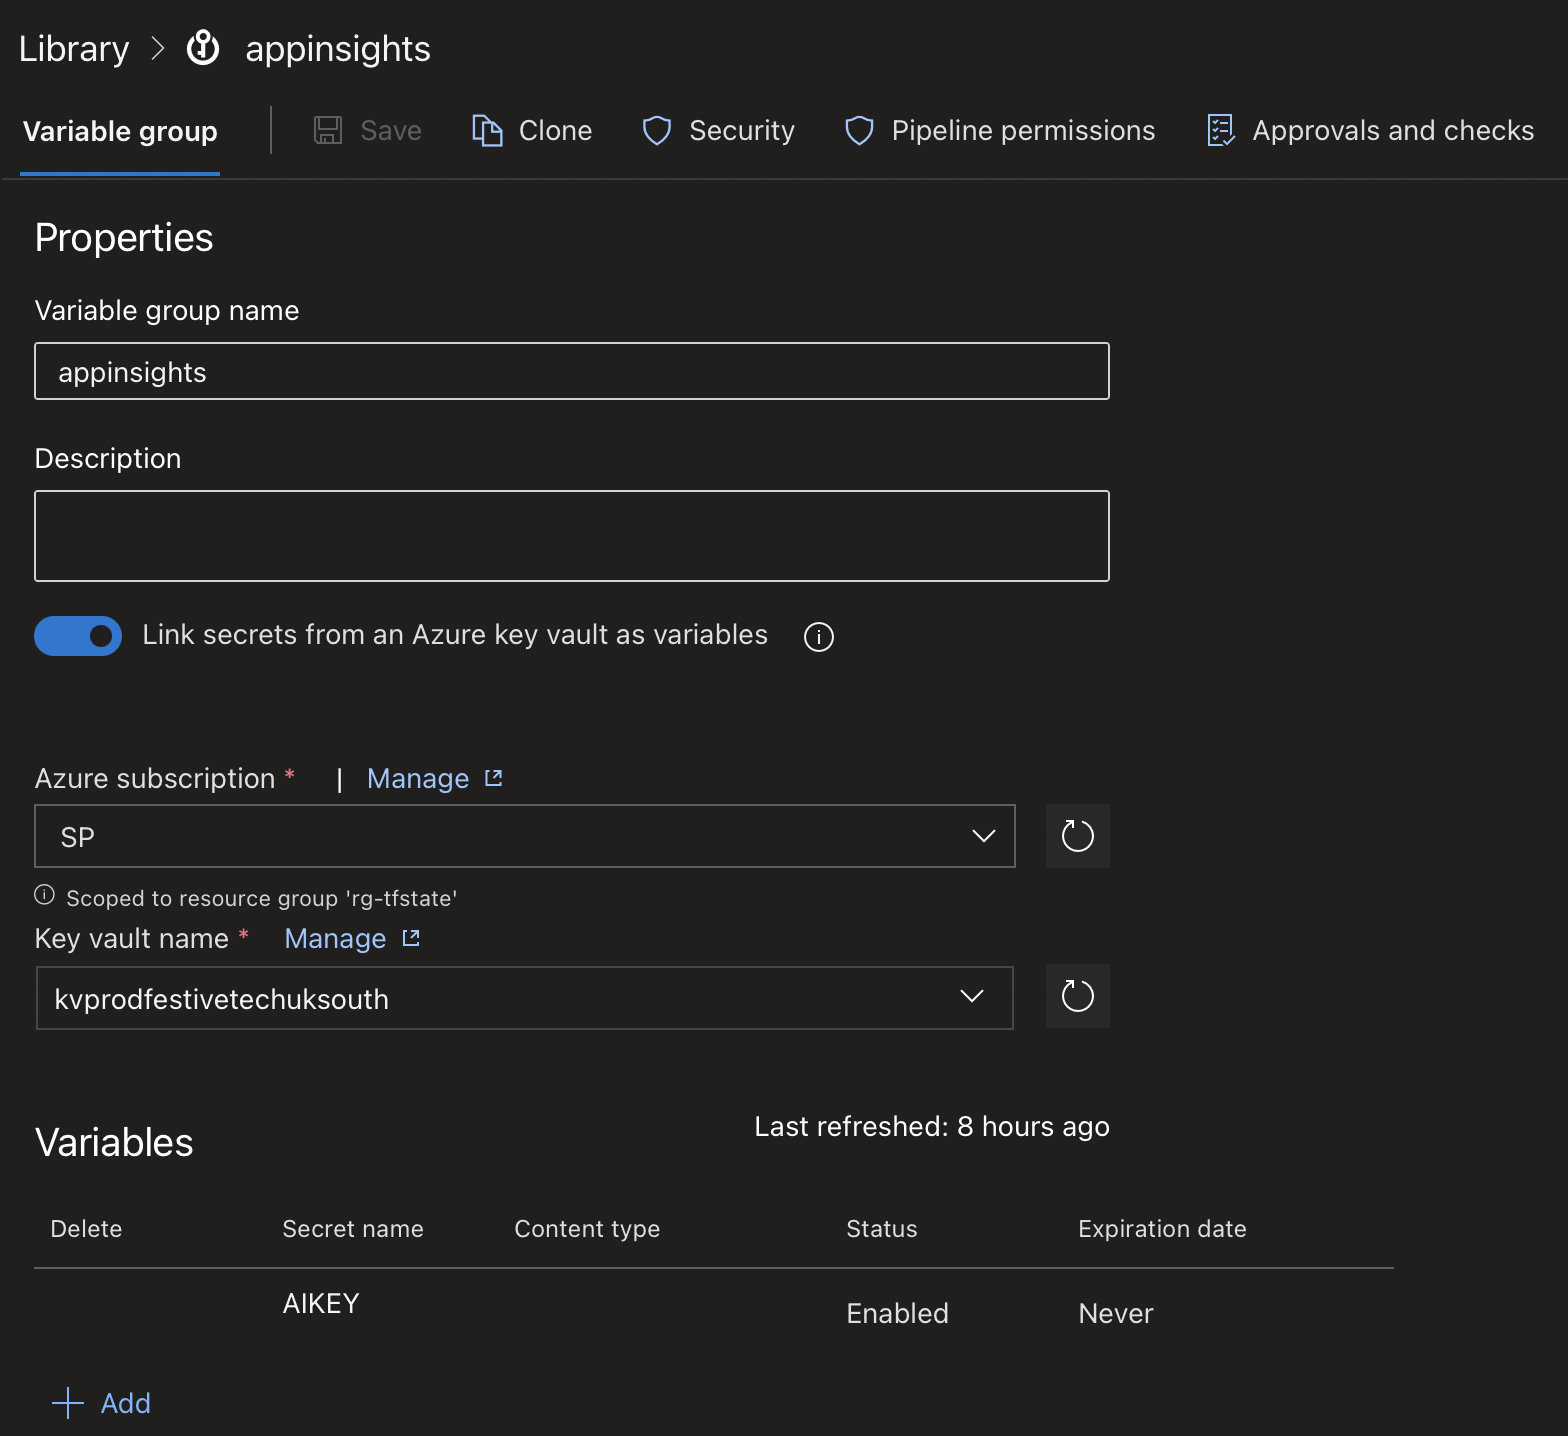 Library > appinsights
Variable group | Save Clone Security Pipeline permissions Approvals and checks
Properties
Variable group name
appinsights
Description
Link secrets from an Azure key vault as variables
Azure subscription * | Manage
SP
Scoped to resource group 'rg-tfstate'
Key vault name * Manage
kvprodfestivetechuksouth
Variables Last refreshed: 8 hours ago
Delete Secret name Content type Status Expiration date
AIKEY Enabled Never
+ Add